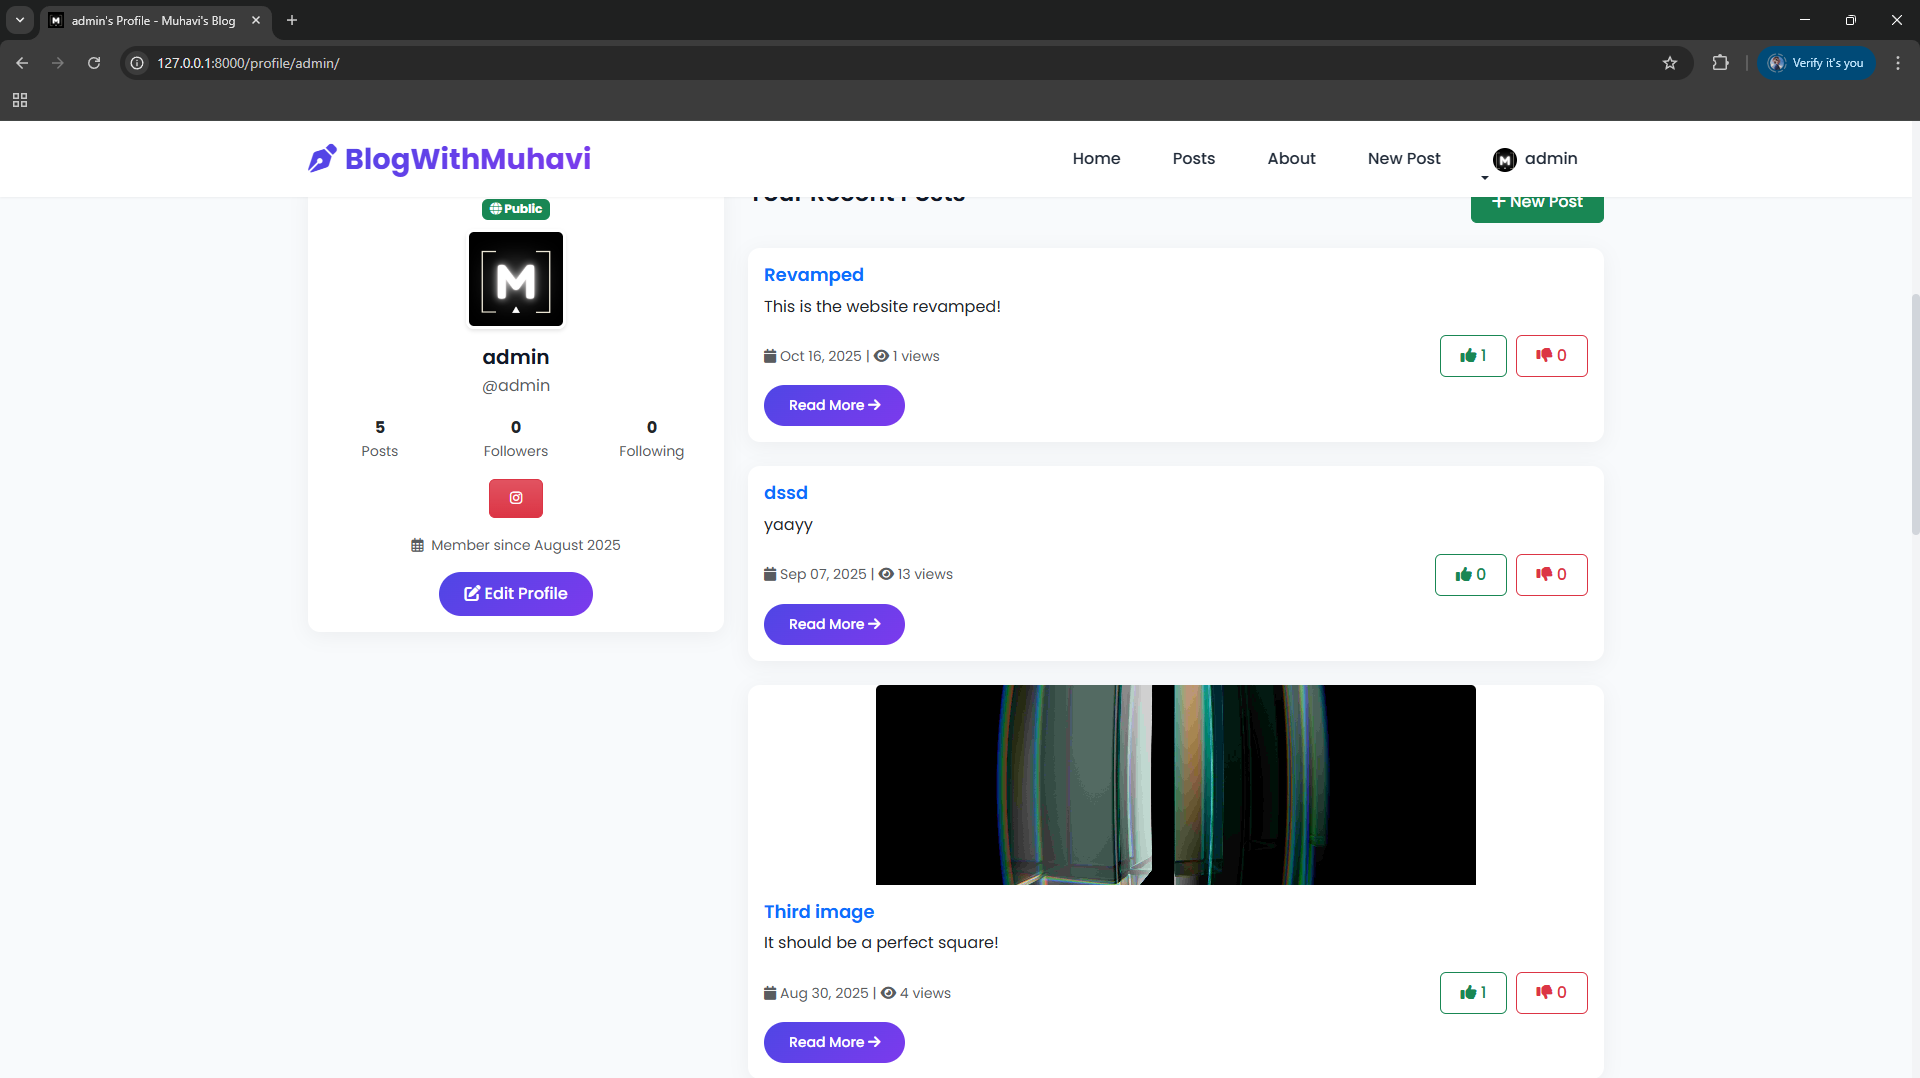 admin's Profile - Muhavi's Blog
127.0.0.1:8000/profile/admin/
Verify it's you
BlogWithMuhavi
Home
Posts
About
New Post
admin
Public
M
admin
@admin
5
Posts
0
Followers
0
Following
Member since August 2025
Edit Profile
Your Recent Posts
New Post
Revamped
This is the website revamped!
Oct 16, 2025 | 1 views
1
0
Read More
dssd
yaayy
Sep 07, 2025 | 13 views
0
0
Read More
Third image
It should be a perfect square!
Aug 30, 2025 | 4 views
1
0
Read More